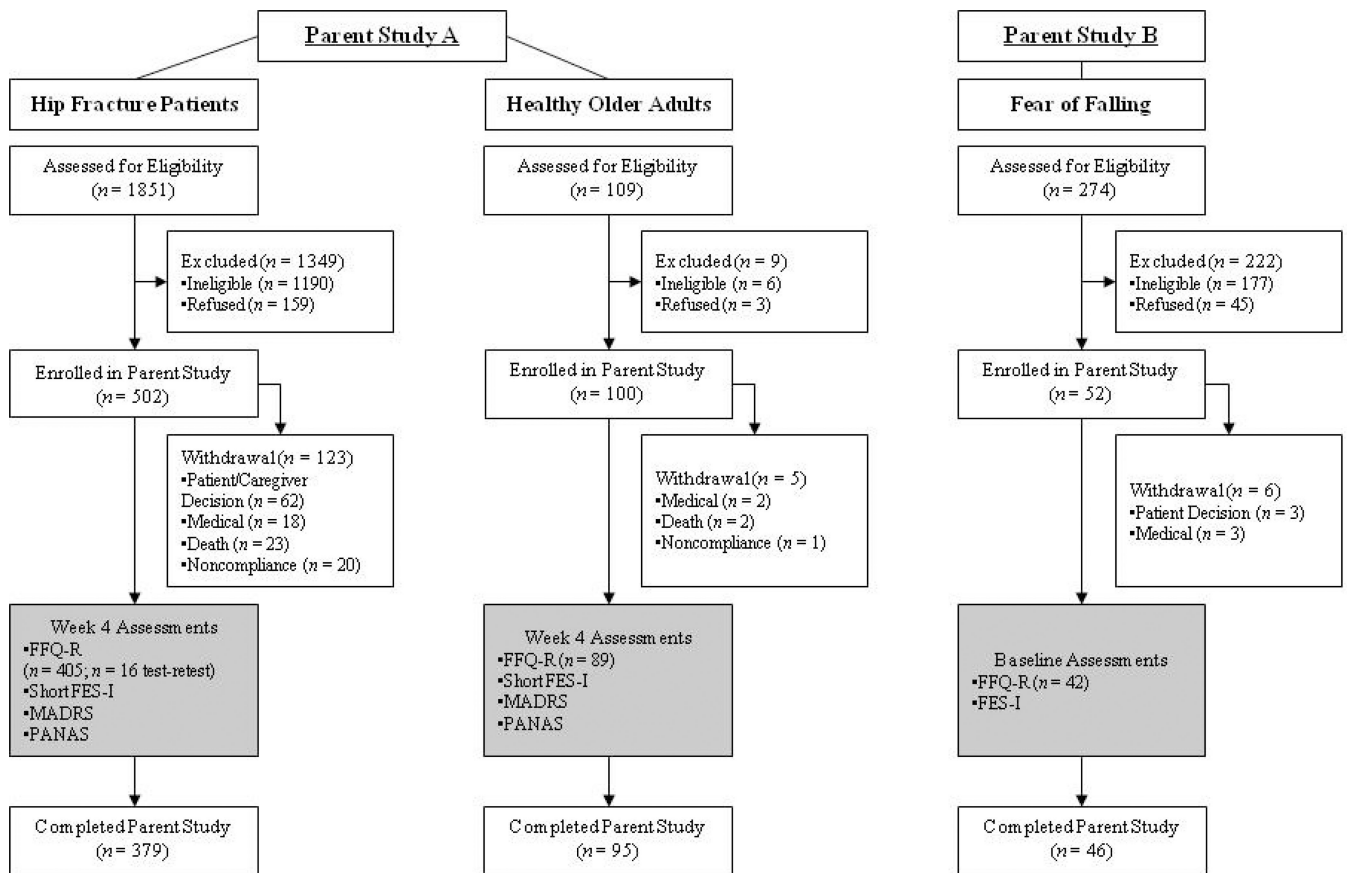 Parent Study A
Hip Fracture Patients
Assessed for Eligibility
(n = 1851)
Excluded (n = 1349)
▪Ineligible (n = 1190)
▪Refused (n = 159)
Enrolled in Parent Study
(n = 502)
Withdrawal (n = 123)
▪Patient/Caregiver
Decision (n = 62)
▪Medical (n = 18)
▪Death (n = 23)
▪Noncompliance (n = 20)
Week 4 Assessments
▪FFQ-R
(n = 405; n = 16 test-retest)
▪Short FES-I
▪MADRS
▪PANAS
Completed Parent Study
(n = 379)
Healthy Older Adults
Assessed for Eligibility
(n = 109)
Excluded (n = 9)
▪Ineligible (n = 6)
▪Refused (n = 3)
Enrolled in Parent Study
(n = 100)
Withdrawal (n = 5)
▪Medical (n = 2)
▪Death (n = 2)
▪Noncompliance (n = 1)
Week 4 Assessments
▪FFQ-R (n = 89)
▪Short FES-I
▪MADRS
▪PANAS
Completed Parent Study
(n = 95)
Parent Study B
Fear of Falling
Assessed for Eligibility
(n = 274)
Excluded (n = 222)
▪Ineligible (n = 177)
▪Refused (n = 45)
Enrolled in Parent Study
(n = 52)
Withdrawal (n = 6)
▪Patient Decision (n = 3)
▪Medical (n = 3)
Baseline Assessments
▪FFQ-R (n = 42)
▪FES-I
Completed Parent Study
(n = 46)